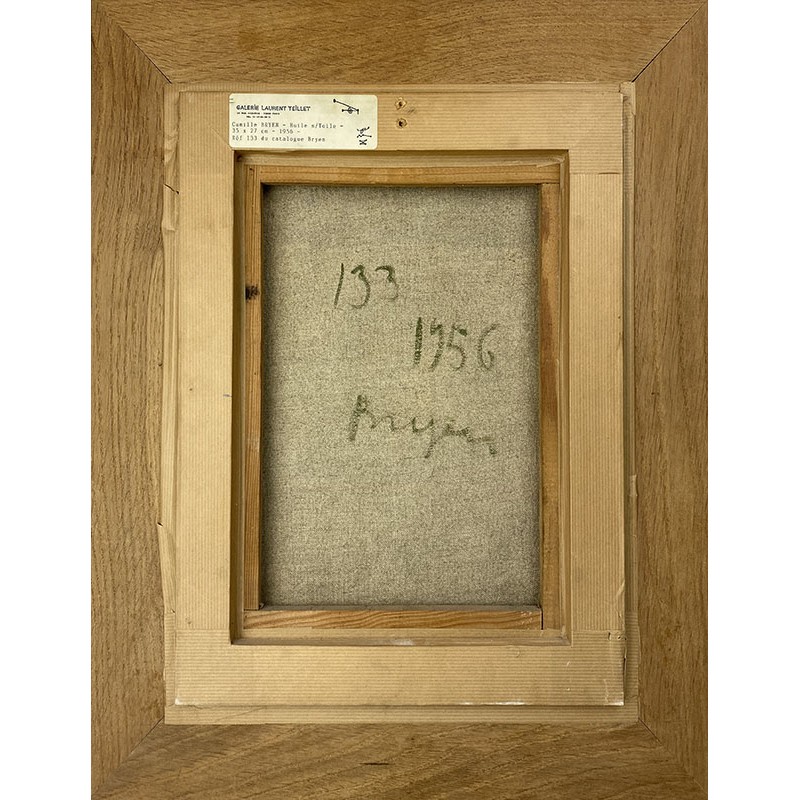 GALERIE LAURENT TEILLET
Camille BRYEN - Huile s/Toile -
35 x 27 cm - 1956 -
Réf 133 du catalogue Bryen
133
1956
Bryen